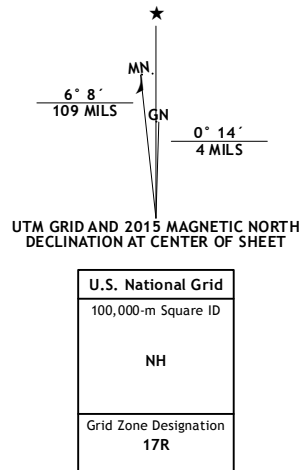 MN.
6° 8´
109 MILS
GN
0° 14´
4 MILS
UTM GRID AND 2015 MAGNETIC NORTH
DECLINATION AT CENTER OF SHEET
U.S. National Grid
100,000-m Square ID
NH
Grid Zone Designation
17R